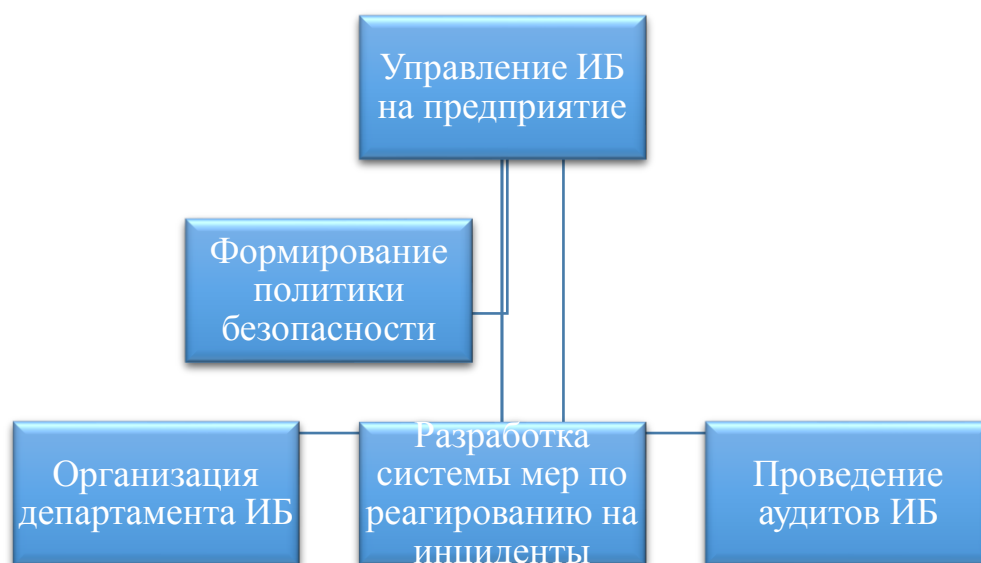 Управление ИБ
на предприятие
Формирование
политики
безопасности
Организация
департамента ИБ
Разработка
системы мер по
реагированию на
инциденты
Проведение
аудитов ИБ